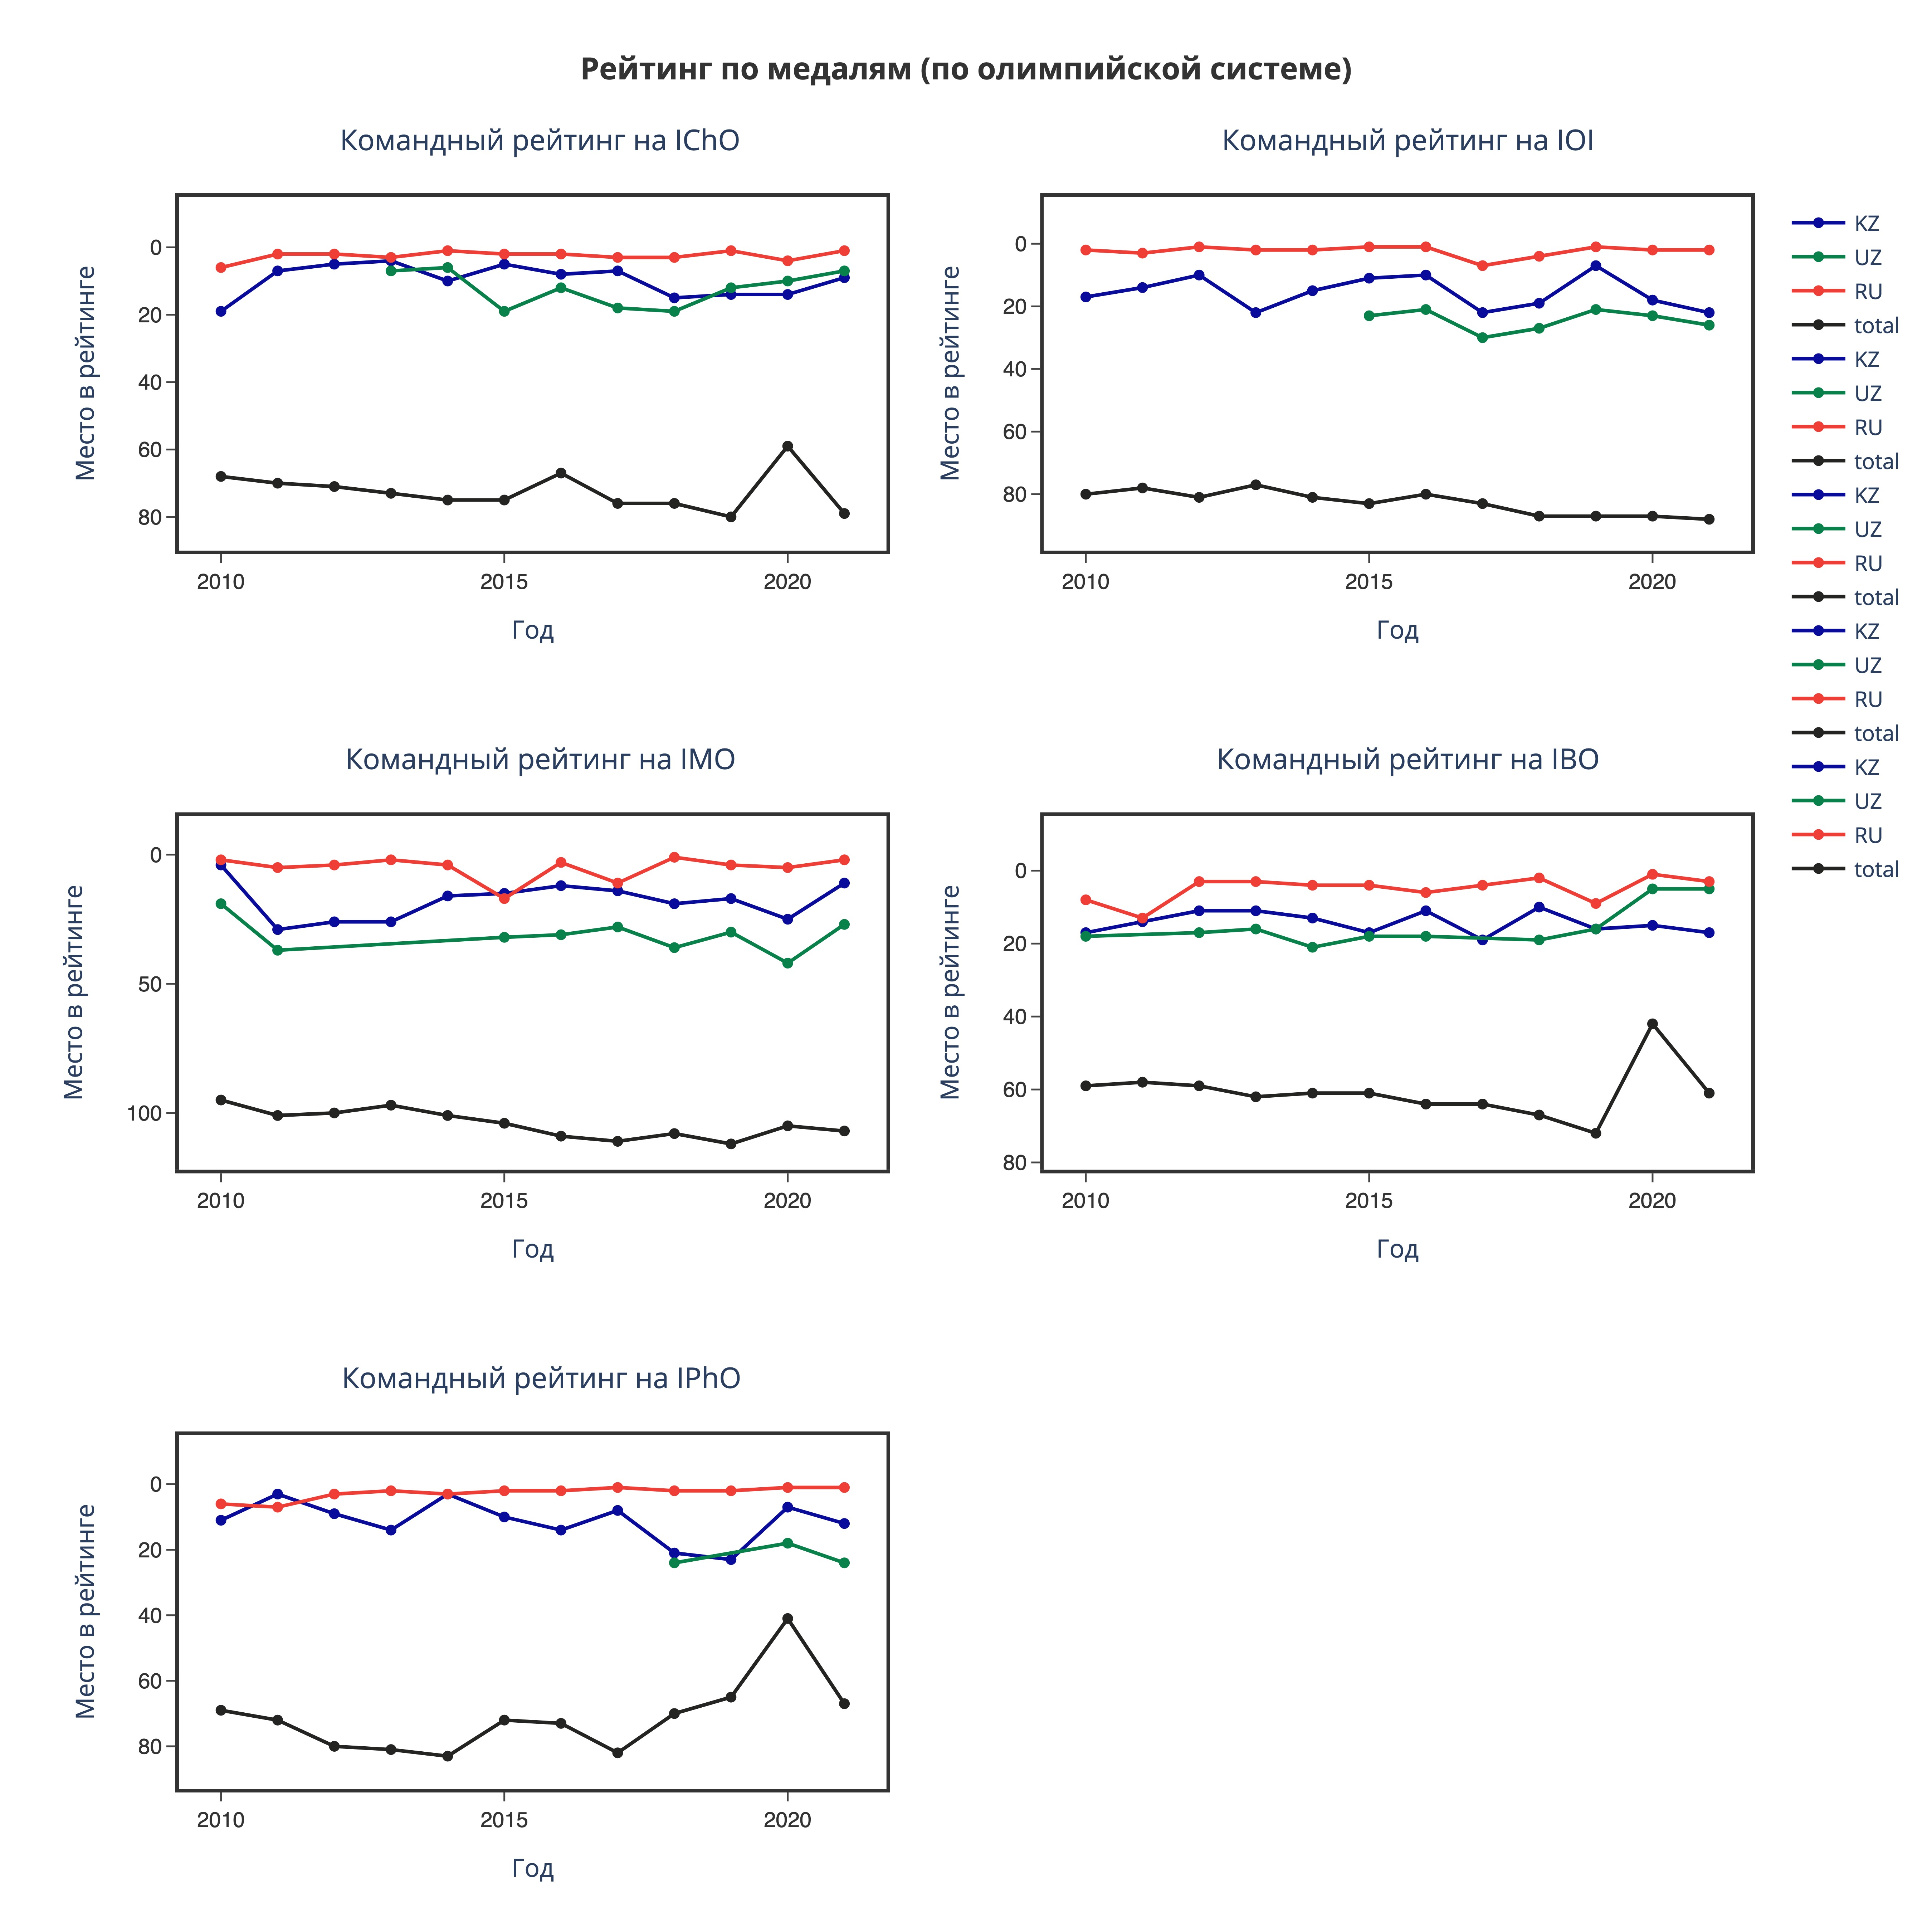 Рейтинг по медалям (по олимпийской системе)
Командный рейтинг на IChO
Место в рейтинге
0
20
40
60
80
2010 2015 2020
Год
Командный рейтинг на IOI
Место в рейтинге
0
20
40
60
80
2010 2015 2020
Год
KZ
UZ
RU
total
KZ
UZ
RU
total
KZ
UZ
RU
total
KZ
UZ
RU
total
KZ
UZ
RU
total
Командный рейтинг на IMO
Место в рейтинге
0
50
100
2010 2015 2020
Год
Командный рейтинг на IBO
Место в рейтинге
0
20
40
60
80
2010 2015 2020
Год
Командный рейтинг на IPhO
Место в рейтинге
0
20
40
60
80
2010 2015 2020
Год